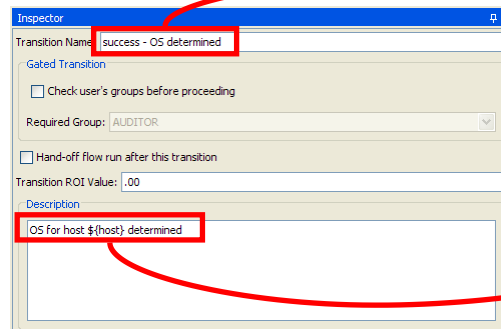 Inspector
Transition Name: success - OS determined
Gated Transition
Check user's groups before proceeding
Required Group: AUDITOR
Hand-off flow run after this transition
Transition ROI Value: .00
Description
OS for host ${host} determined